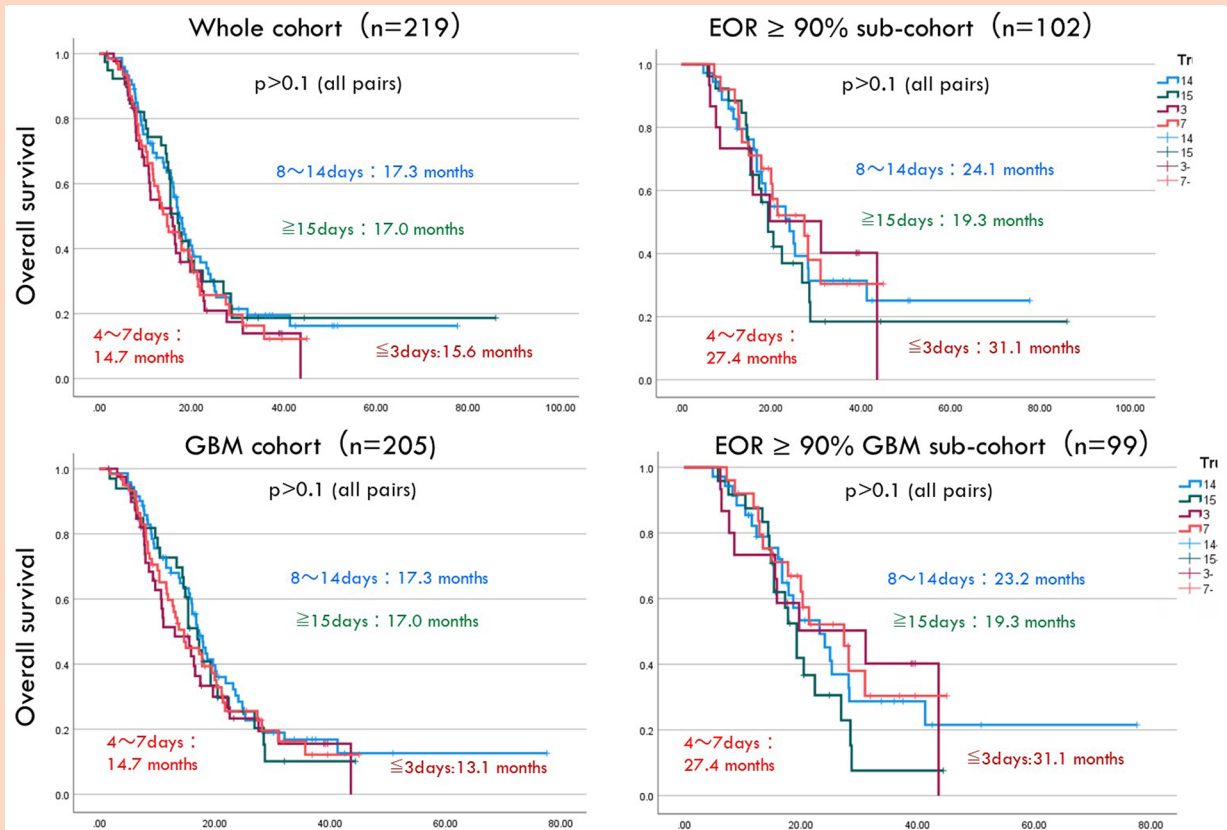 Whole cohort (n=219)
Overall survival
1.0
0.8
0.6
0.4
0.2
0.0
p>0.1 (all pairs)
8～14days：17.3 months
≧15days：17.0 months
4～7days：
14.7 months
≦3days:15.6 months
.00 20.00 40.00 60.00 80.00 100.00
EOR ≥ 90% sub-cohort (n=102)
1.0
0.8
0.6
0.4
0.2
0.0
p>0.1 (all pairs)
8～14days：24.1 months
≧15days：19.3 months
4～7days：
27.4 months
≦3days：31.1 months
.00 20.00 40.00 60.00 80.00 100.00
14
15
3
7
14
15
3-
7-
GBM cohort (n=205)
Overall survival
1.0
0.8
0.6
0.4
0.2
0.0
p>0.1 (all pairs)
8～14days：17.3 months
≧15days：17.0 months
4～7days：
14.7 months
≦3days:13.1 months
.00 20.00 40.00 60.00 80.00
EOR ≥ 90% GBM sub-cohort (n=99)
1.0
0.8
0.6
0.4
0.2
0.0
p>0.1 (all pairs)
8～14days：23.2 months
≧15days：19.3 months
4～7days：
27.4 months
≦3days:31.1 months
.00 20.00 40.00 60.00 80.00
14
15
3
7
14-
15-
3-
7-